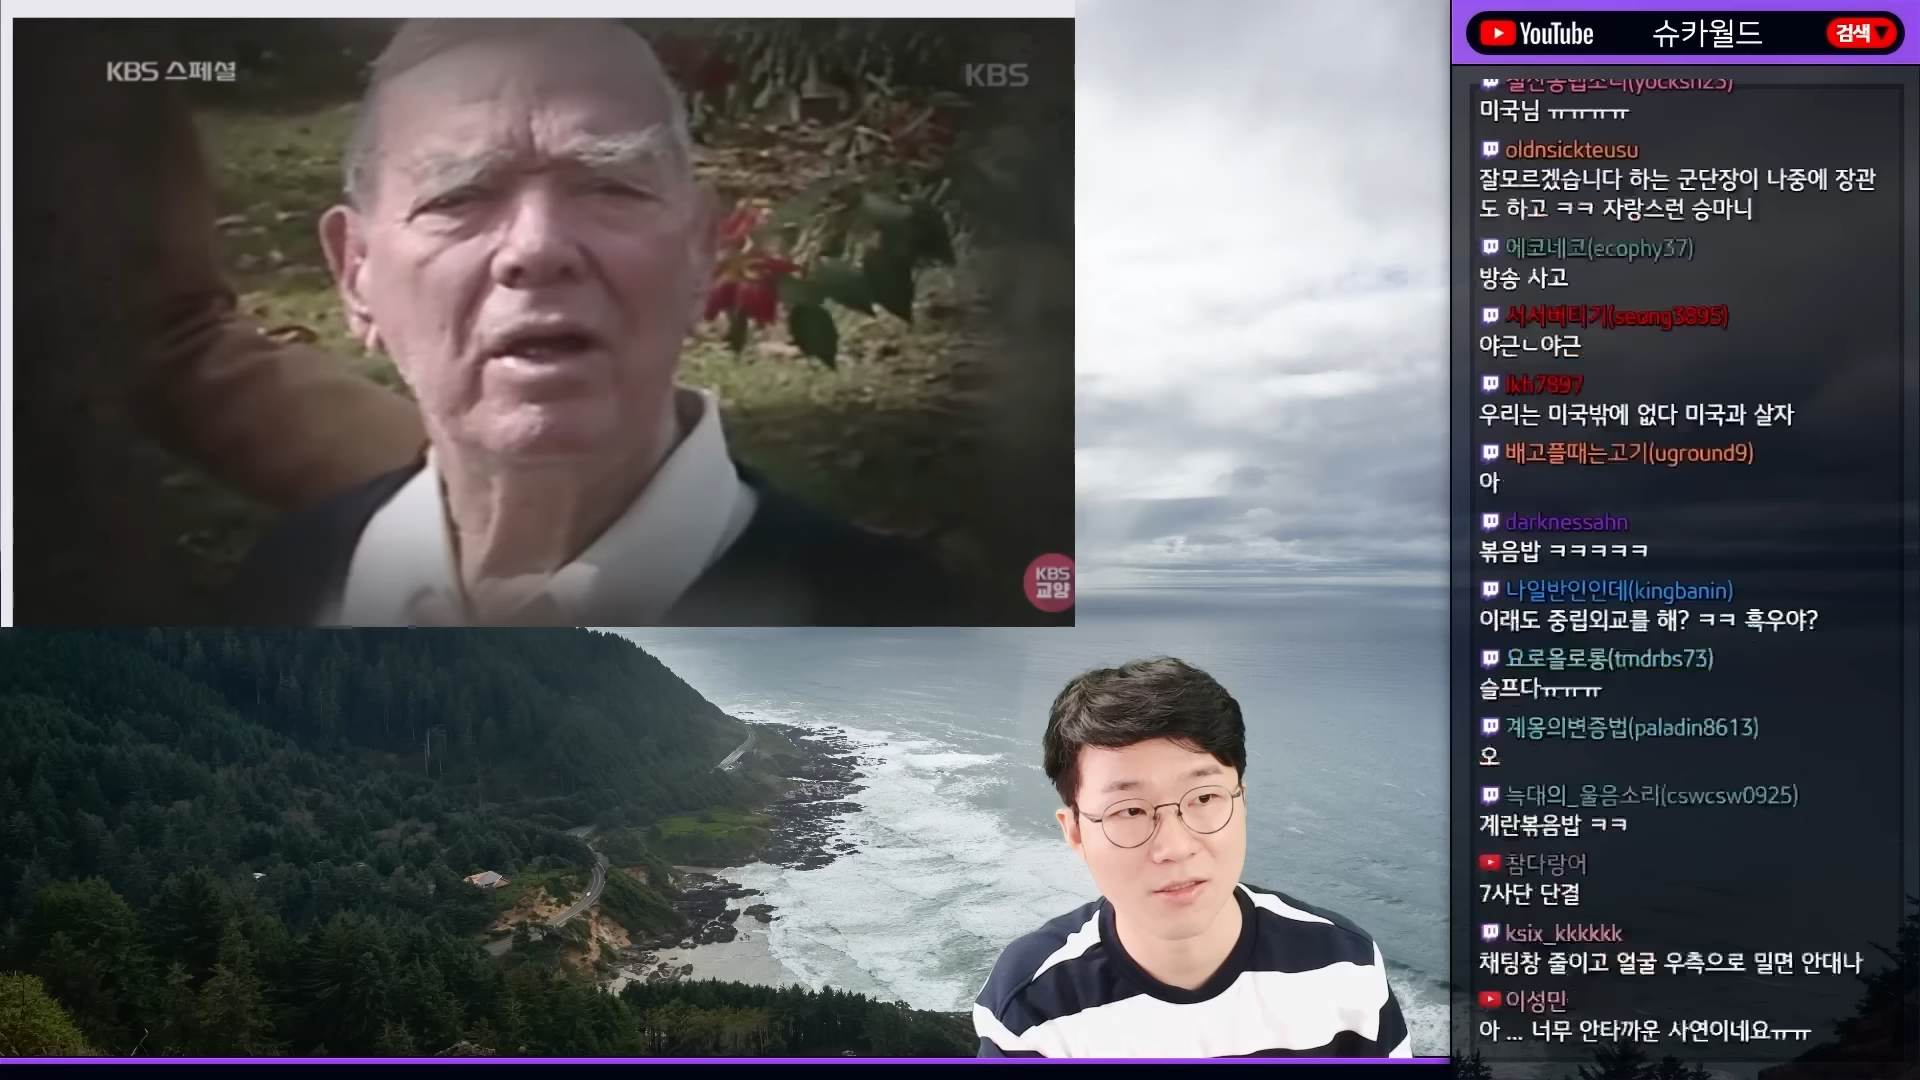 KBS 스페셜
KBS
KBS
교양
YouTube 슈카월드 검색▼
미국님 ㅠㅠㅠㅠㅠ
oldnsickteusu
잘모르겠습니다 하는 군단장이 나중에 장관
도 하고 ㅋㅋ 자랑스런 승마니
에코네코(ecophy37)
방송 사고
서서버티기(seong3895)
야근ㄴ야근
lkh7897
우리는 미국밖에 없다 미국과 살자
배고플때는고기(uground9)
아
darknessahn
볶음밥 ㅋㅋㅋㅋㅋ
나일반인인데(kingbanin)
이래도 중립외교를 해? ㅋㅋ 흑우야?
요로올로롱(tmdrbs73)
슬프다ㅠㅠㅠ
계몽의변증법(paladin8613)
오
늑대의_울음소리(cswcsw0925)
계란볶음밥 ㅋㅋ
참다랑어
7사단 단결
ksix_kkkkkk
채팅창 줄이고 얼굴 우측으로 밀면 안대나
이성민
아 ... 너무 안타까운 사연이네요ㅠㅠ